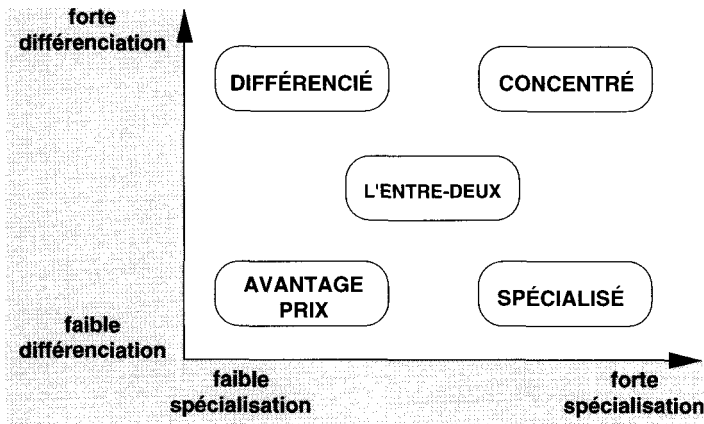 forte
différenciation
DIFFÉRENCIÉ
CONCENTRÉ
L'ENTRE-DEUX
AVANTAGE
PRIX
SPÉCIALISÉ
faible
différenciation
faible
spécialisation
forte
spécialisation